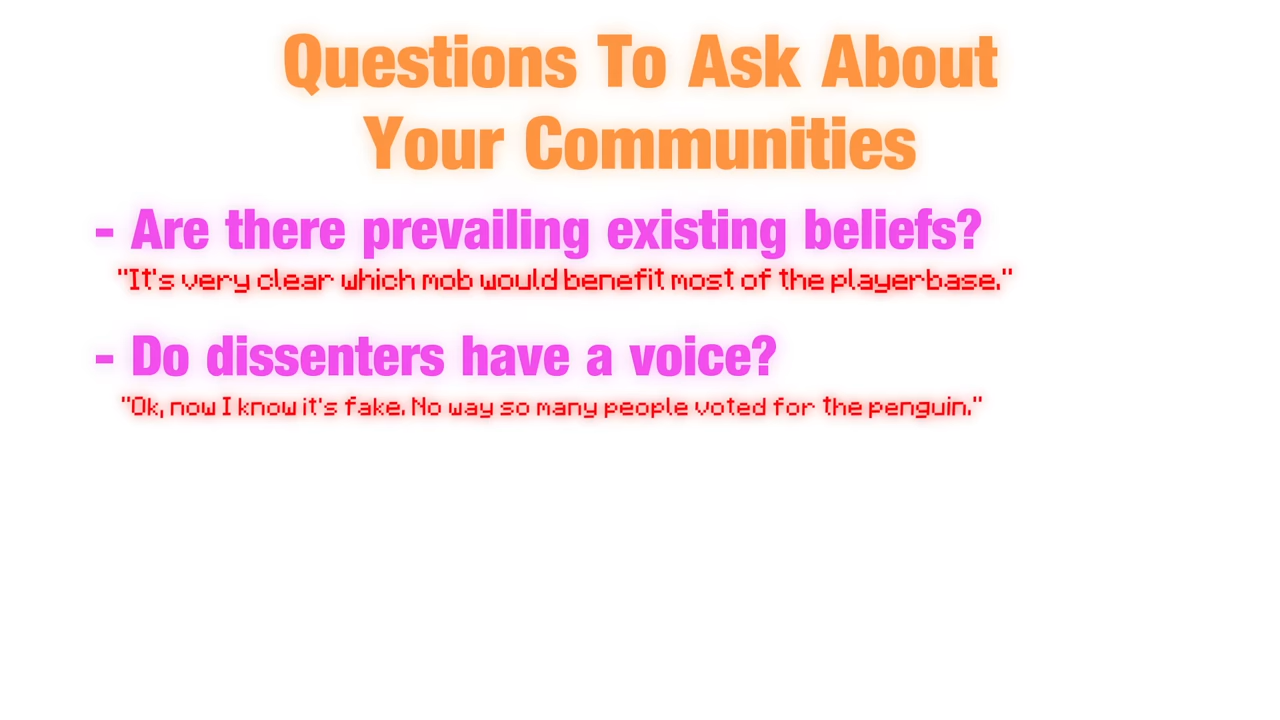 Questions To Ask About
Your Communities
- Are there prevailing existing beliefs?
"It's very clear which mob would benefit most of the playerbase."
- Do dissenters have a voice?
"Ok, now I know it's fake. No way so many people voted for the penguin."